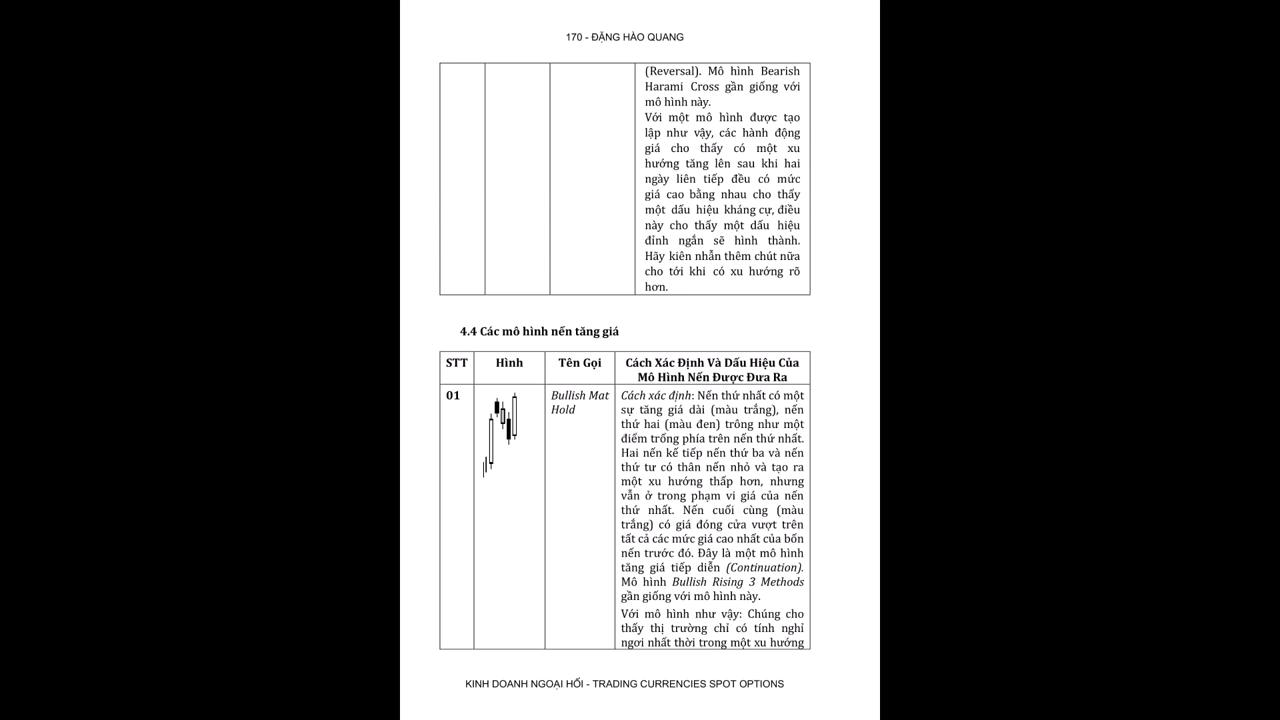 170 - ĐẶNG HÀO QUANG
(Reversal). Mô hình Bearish
Harami Cross gần giống với
mô hình này.
Với một mô hình được tạo
lập như vậy, các hành động
giá cho thấy có một xu
hướng tăng lên sau khi hai
ngày liên tiếp đều có mức
giá cao bằng nhau cho thấy
một dấu hiệu kháng cự, điều
này cho thấy một dấu hiệu
đỉnh ngắn sẽ hình thành.
Hãy kiên nhẫn thêm chút nữa
cho tới khi có xu hướng rõ
hơn.
4.4 Các mô hình nến tăng giá
STT
Hình
Tên Gọi
Cách Xác Định Và Dấu Hiệu Của
Mô Hình Nến Được Đưa Ra
01
Bullish Mat
Hold
Cách xác định: Nến thứ nhất có một
sự tăng giá dài (màu trắng), nến
thứ hai (màu đen) trông như một
điểm trống phía trên nến thứ nhất.
Hai nến kế tiếp nến thứ ba và nến
thứ tư có thân nến nhỏ và tạo ra
một xu hướng thấp hơn, nhưng
vẫn ở trong phạm vi giá của nến
thứ nhất. Nến cuối cùng (màu
trắng) có giá đóng cửa vượt trên
tất cả các mức giá cao nhất của bốn
nến trước đó. Đây là một mô hình
tăng giá tiếp diễn (Continuation).
Mô hình Bullish Rising 3 Methods
gần giống với mô hình này.
Với mô hình như vậy: Chúng cho
thấy thị trường chỉ có tính nghỉ
ngơi nhất thời trong một xu hướng
KINH DOANH NGOẠI HỐI - TRADING CURRENCIES SPOT OPTIONS